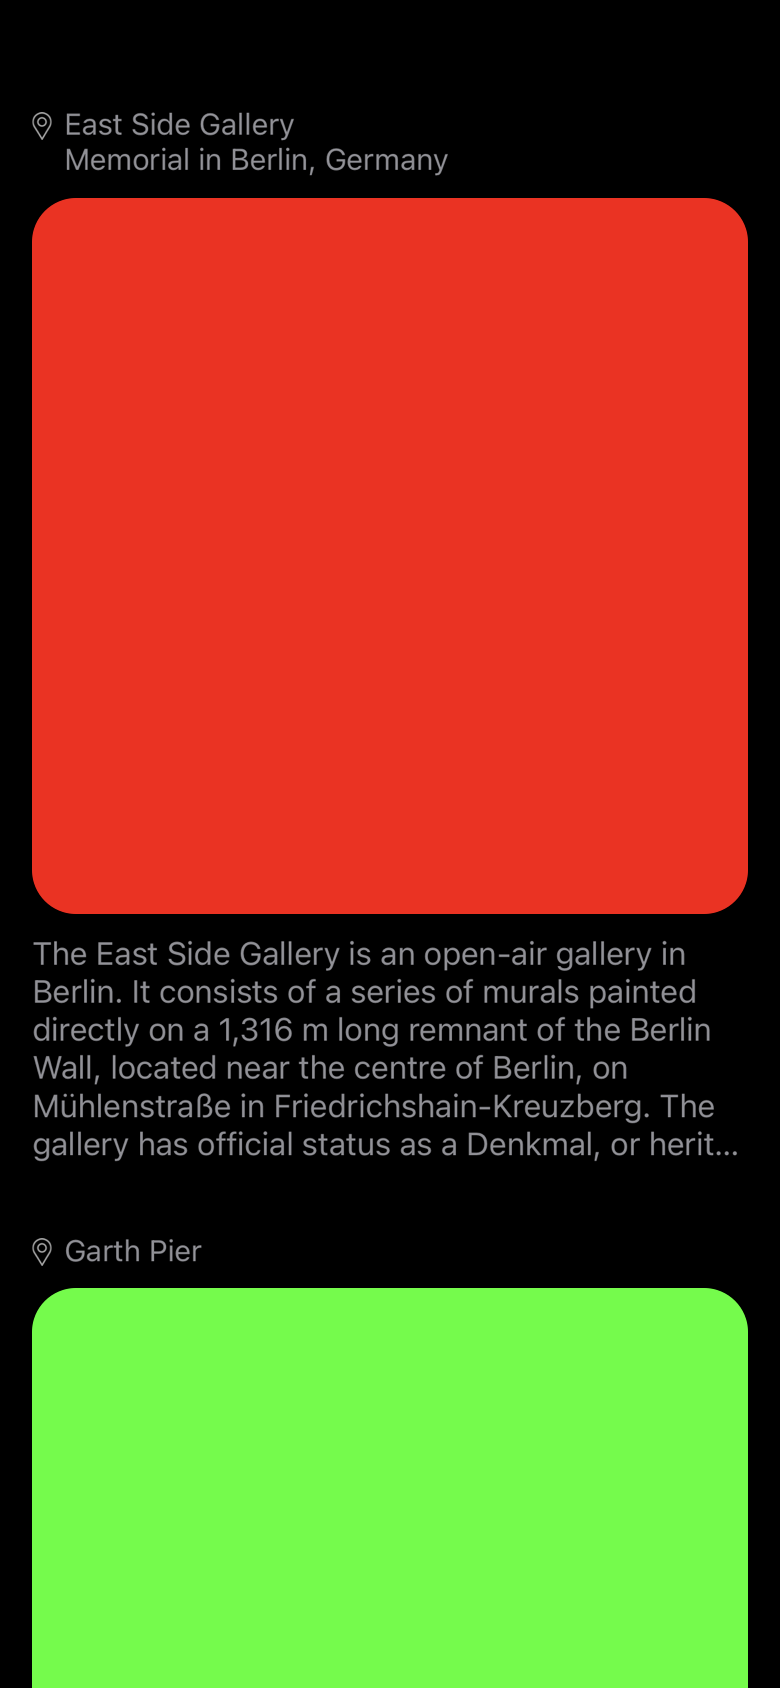 East Side Gallery
Memorial in Berlin, Germany
The East Side Gallery is an open-air gallery in
Berlin. It consists of a series of murals painted
directly on a 1,316 m long remnant of the Berlin
Wall, located near the centre of Berlin, on
Mühlenstraße in Friedrichshain-Kreuzberg. The
gallery has official status as a Denkmal, or herit...
Garth Pier